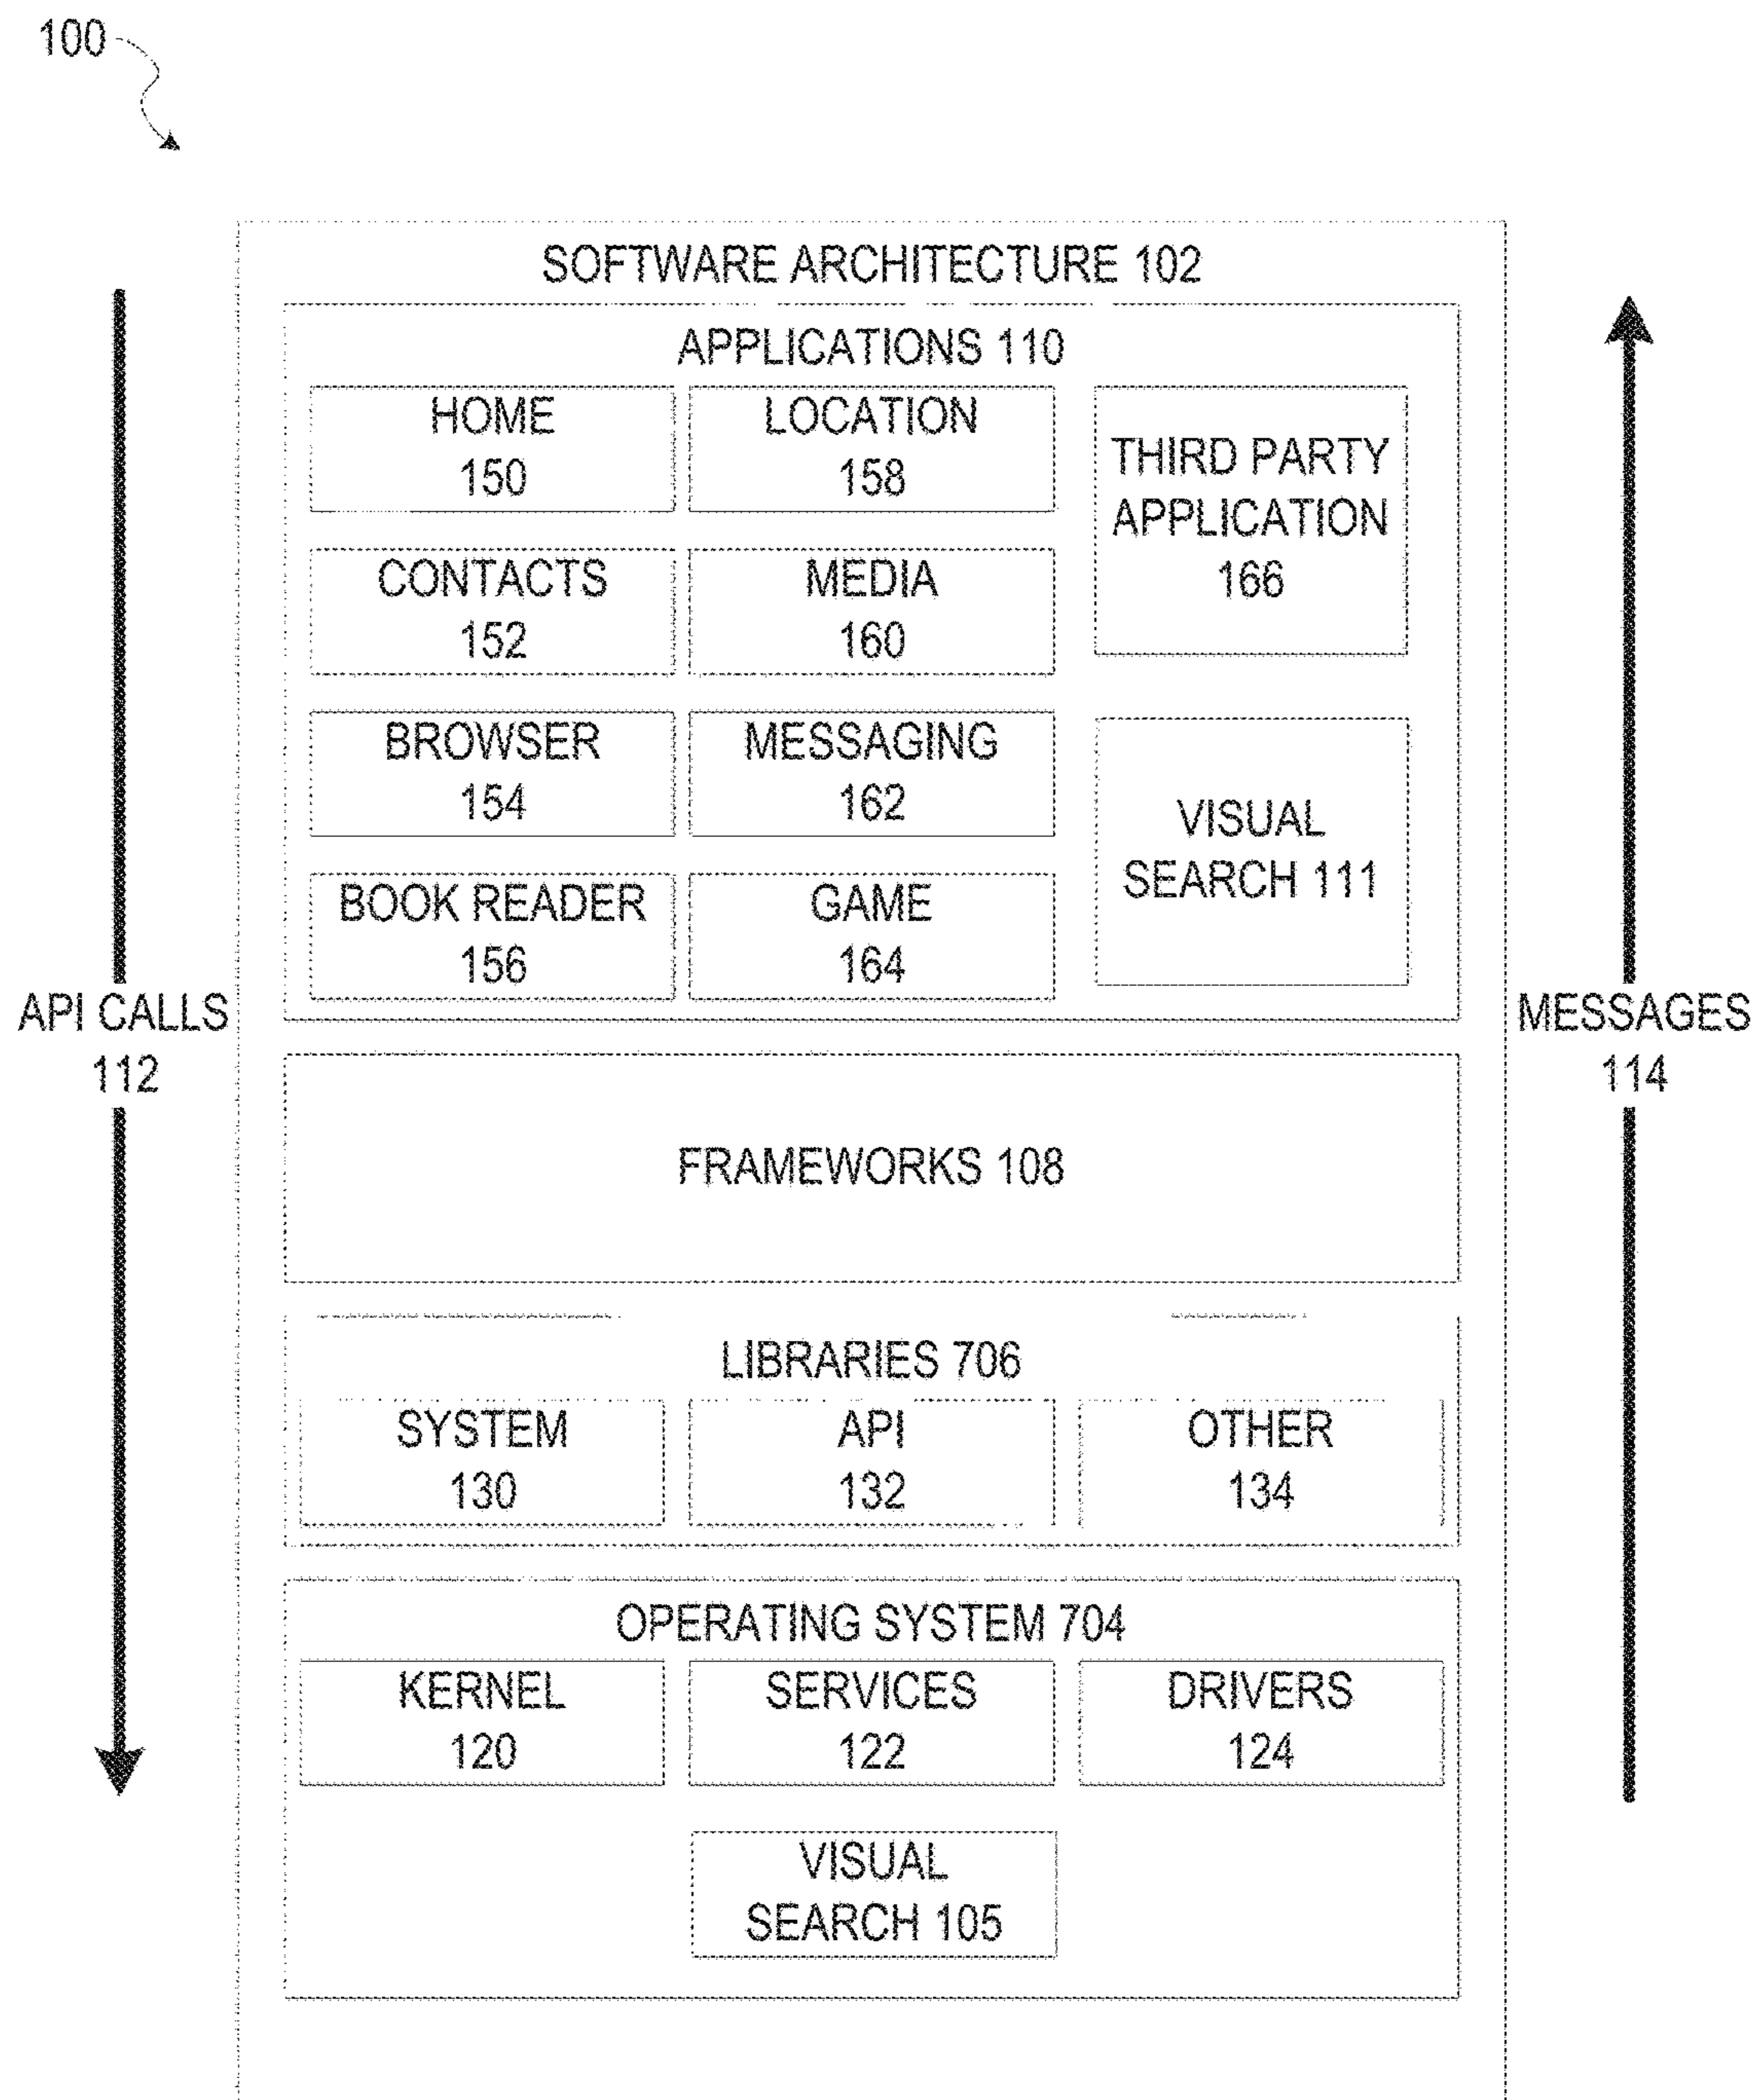 100
SOFTWARE ARCHITECTURE 102
APPLICATIONS 110
HOME
150
LOCATION
158
THIRD PARTY
APPLICATION
166
CONTACTS
152
MEDIA
160
BROWSER
154
MESSAGING
162
VISUAL
SEARCH 111
BOOK READER
156
GAME
164
API CALLS
112
MESSAGES
114
FRAMEWORKS 108
LIBRARIES 706
SYSTEM
130
API
132
OTHER
134
OPERATING SYSTEM 704
KERNEL
120
SERVICES
122
DRIVERS
124
VISUAL
SEARCH 105